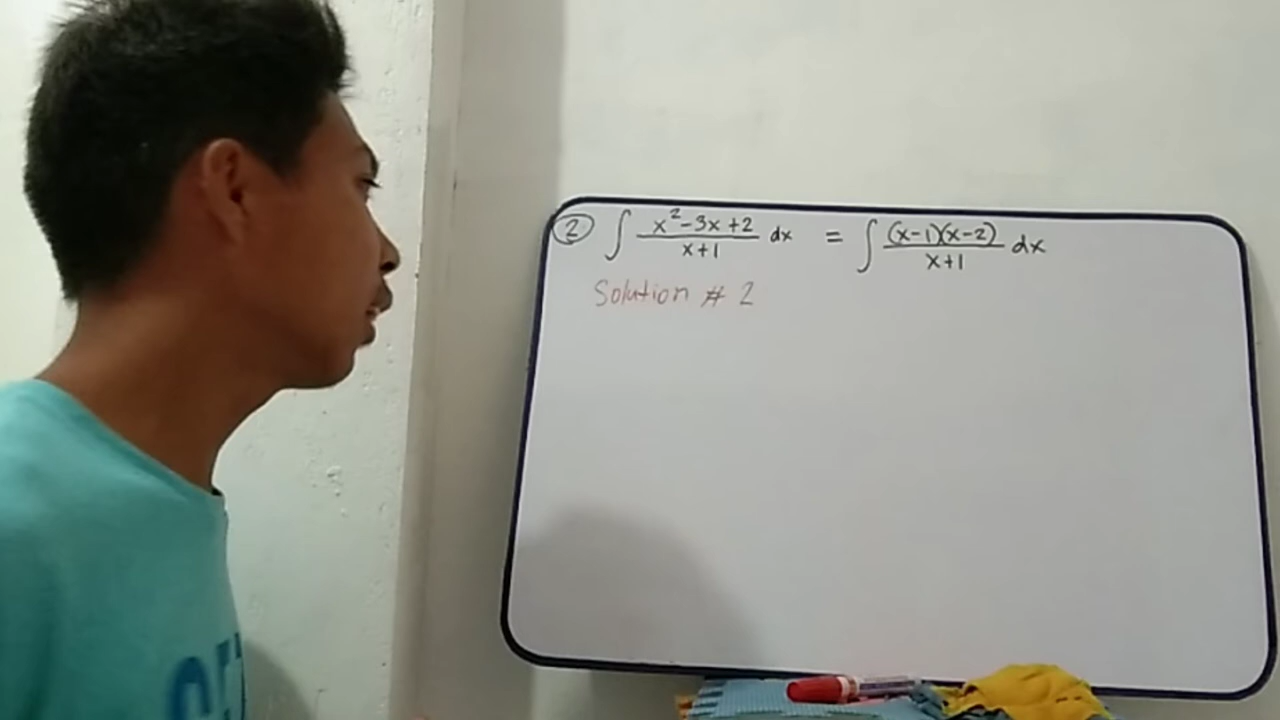 ② ∫ x²-3x+2 / x+1 dx = ∫ (x-1)(x-2) / x+1 dx
Solution # 2